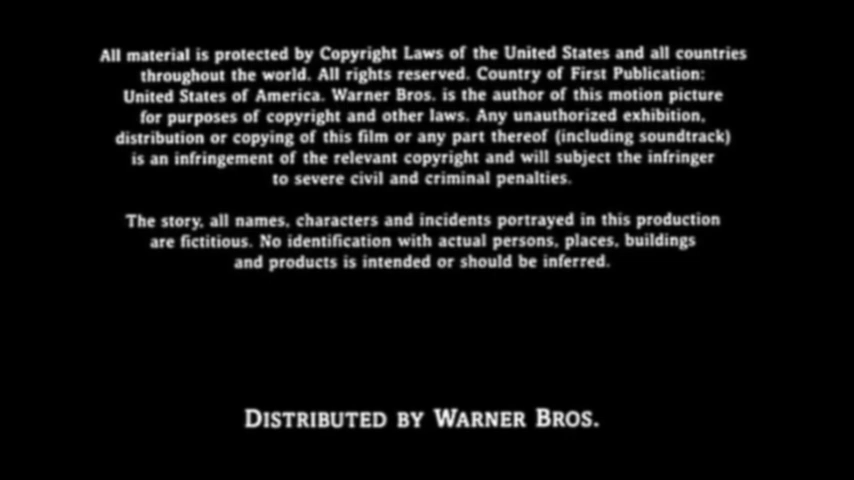 All material is protected by Copyright Laws of the United States and all countries
throughout the world. All rights reserved. Country of First Publication:
United States of America. Warner Bros. is the author of this motion picture
for purposes of copyright and other laws. Any unauthorized exhibition,
distribution or copying of this film or any part thereof (including soundtrack)
is an infringement of the relevant copyright and will subject the infringer
to severe civil and criminal penalties.
The story, all names, characters and incidents portrayed in this production
are fictitious. No identification with actual persons, places, buildings
and products is intended or should be inferred.
DISTRIBUTED BY WARNER BROS.